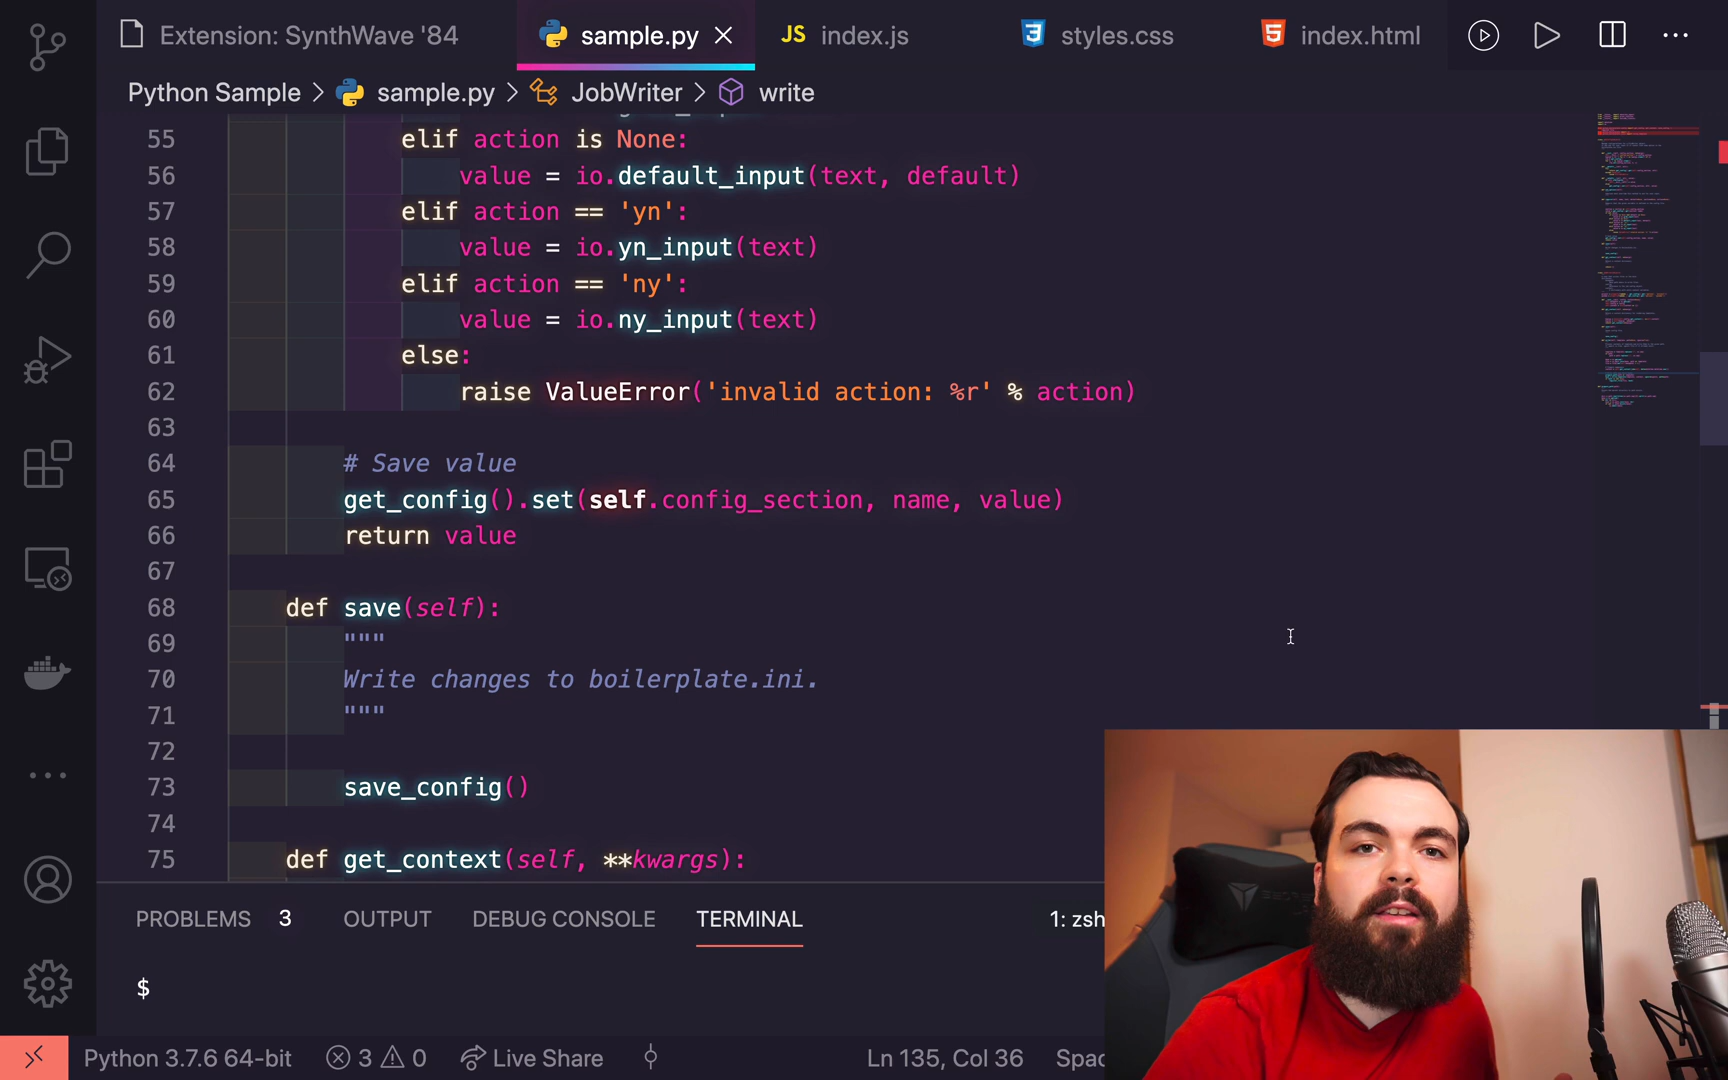 Extension: SynthWave '84
sample.py
JS index.js
3 styles.css
5 index.html
Python Sample > sample.py > JobWriter > write
55 elif action is None:
56 value = io.default_input(text, default)
57 elif action == 'yn':
58 value = io.yn_input(text)
59 elif action == 'ny':
60 value = io.ny_input(text)
61 else:
62 raise ValueError('invalid action: %r' % action)
63
64 # Save value
65 get_config().set(self.config_section, name, value)
66 return value
67
68 def save(self):
69 """
70 Write changes to boilerplate.ini.
71 """
72
73 save_config()
74
75 def get_context(self, **kwargs):
PROBLEMS 3 OUTPUT DEBUG CONSOLE TERMINAL 1: zsh
$
Python 3.7.6 64-bit 3 0 Live Share Ln 135, Col 36 Spac